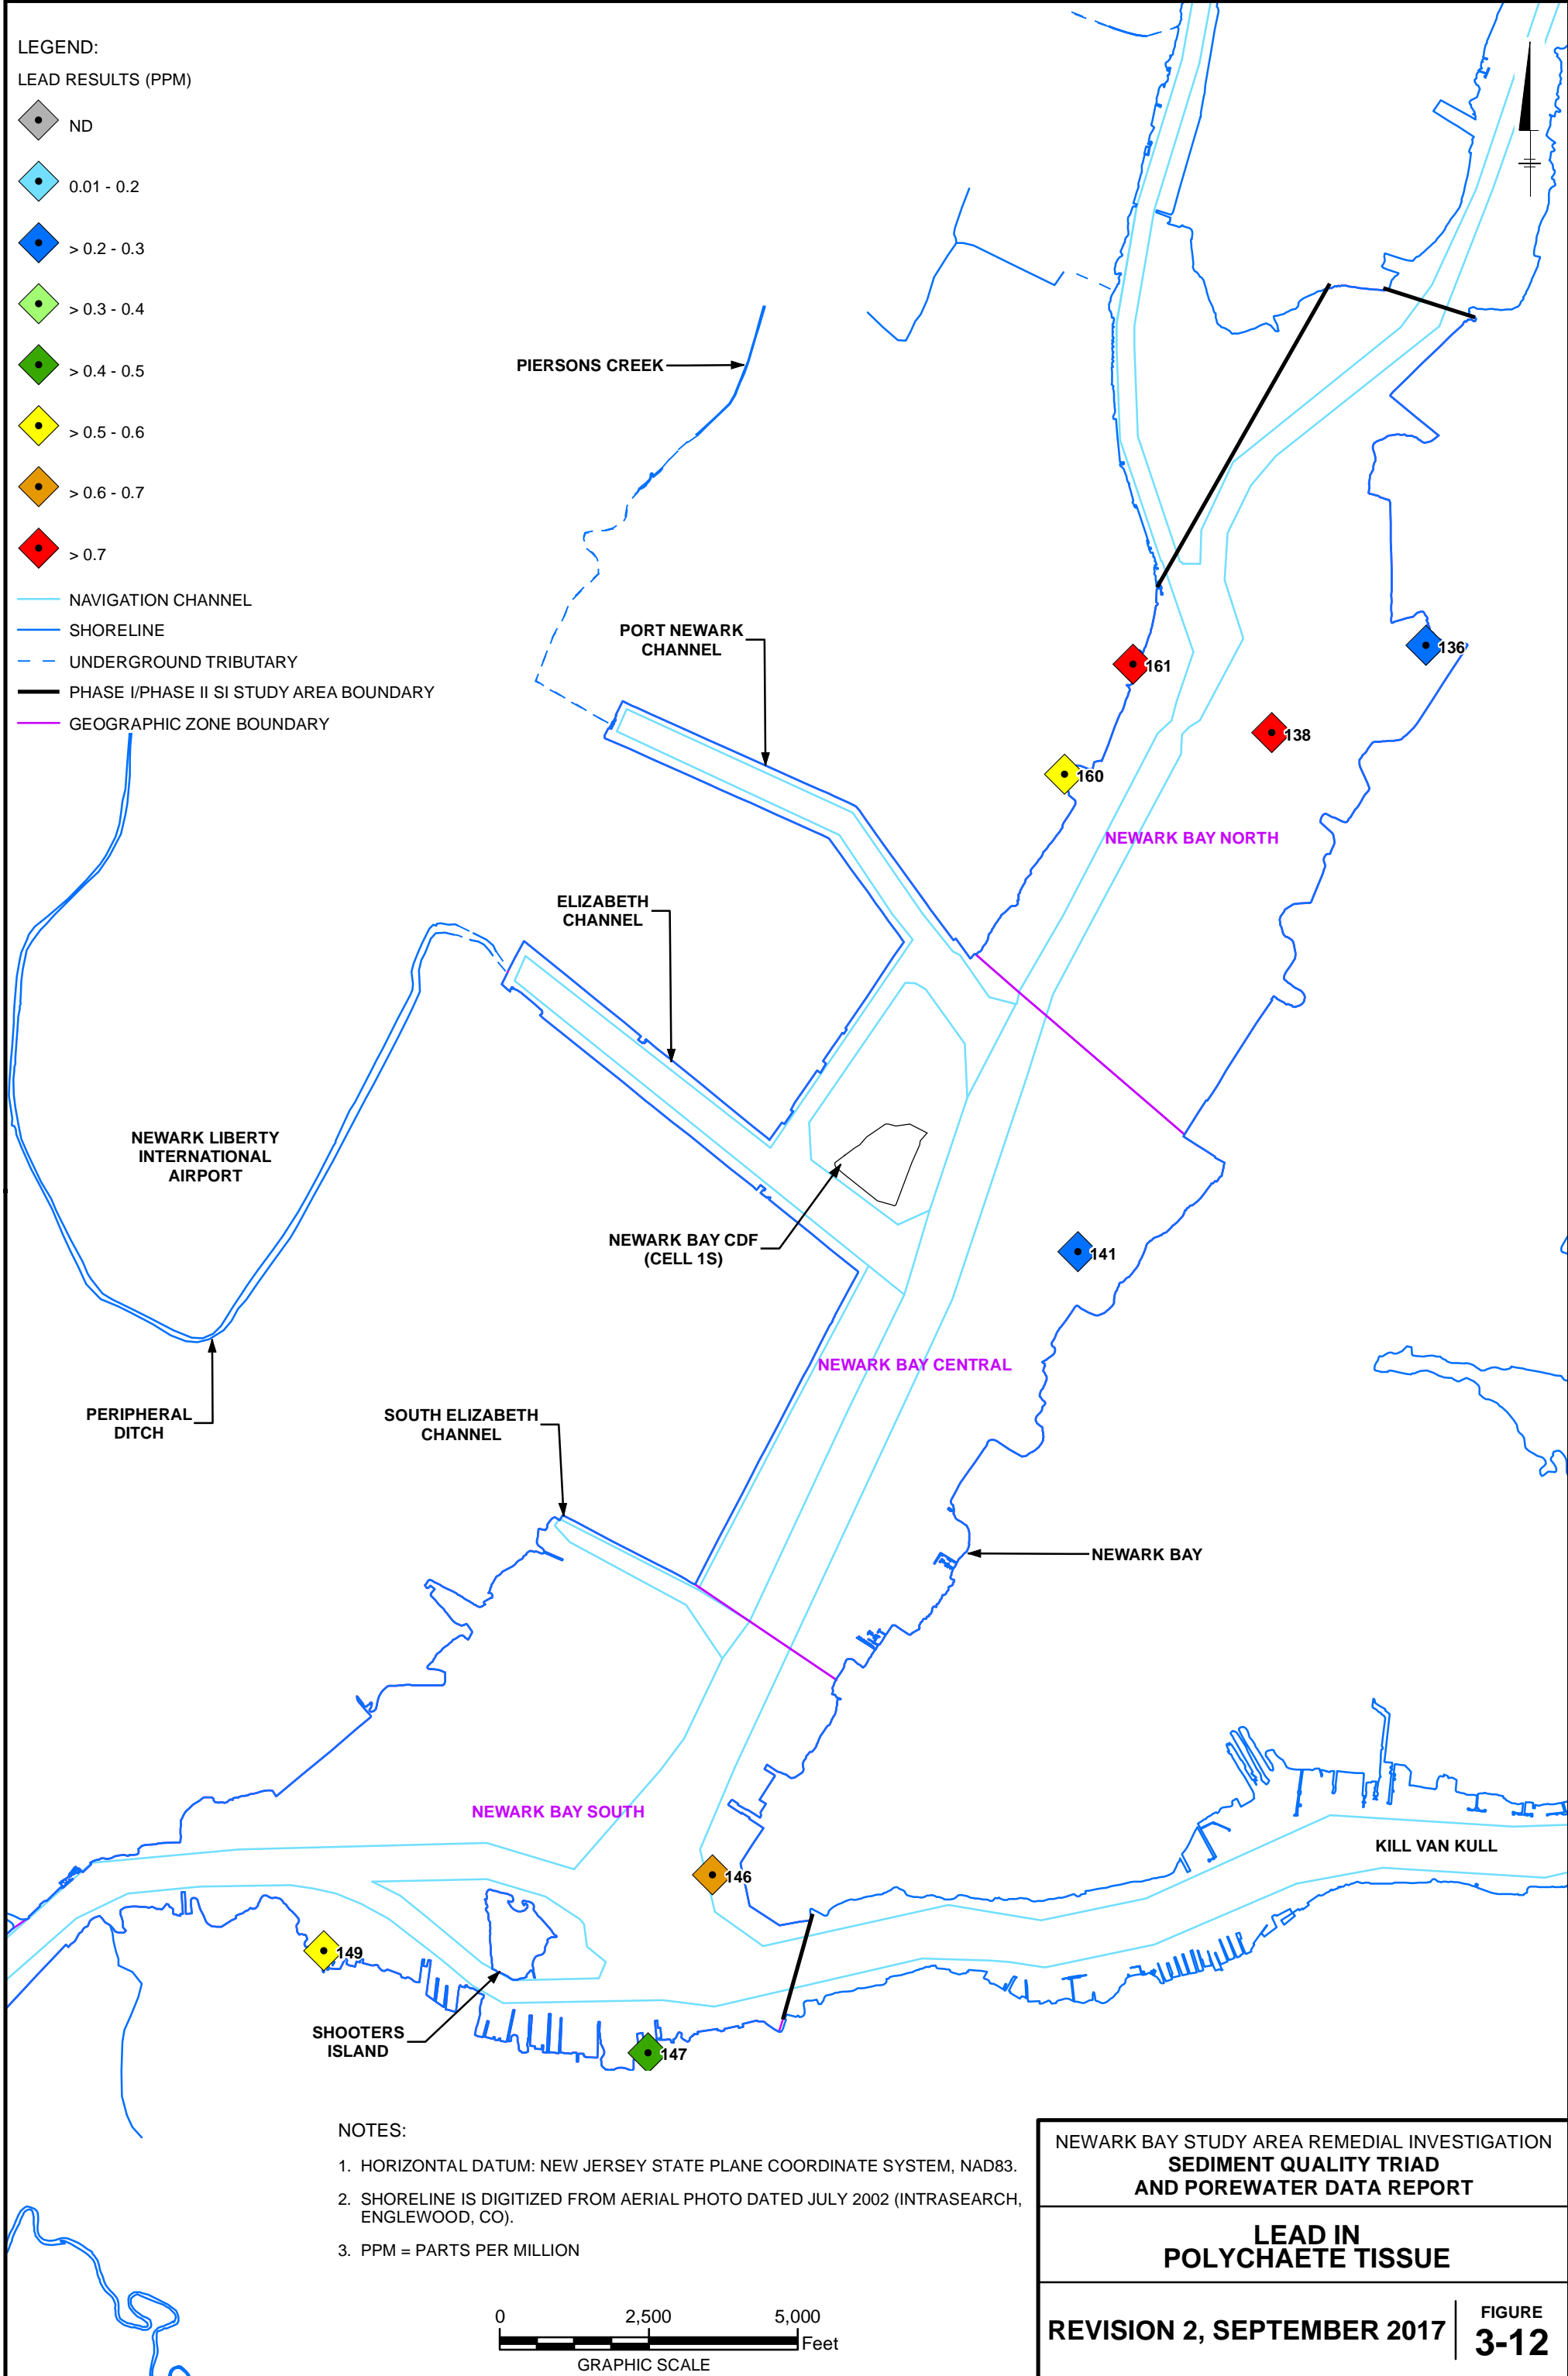 LEGEND:
LEAD RESULTS (PPM)
ND
0.01 - 0.2
> 0.2 - 0.3
> 0.3 - 0.4
> 0.4 - 0.5
> 0.5 - 0.6
> 0.6 - 0.7
> 0.7
NAVIGATION CHANNEL
SHORELINE
UNDERGROUND TRIBUTARY
PHASE I/PHASE II SI STUDY AREA BOUNDARY
GEOGRAPHIC ZONE BOUNDARY
PIERSONS CREEK
PORT NEWARK
CHANNEL
136
161
138
160
NEWARK BAY NORTH
ELIZABETH
CHANNEL
NEWARK LIBERTY
INTERNATIONAL
AIRPORT
NEWARK BAY CDF
(CELL 1S)
141
NEWARK BAY CENTRAL
PERIPHERAL
DITCH
SOUTH ELIZABETH
CHANNEL
NEWARK BAY
NEWARK BAY SOUTH
KILL VAN KULL
146
149
SHOOTERS
ISLAND
147
NOTES:
1. HORIZONTAL DATUM: NEW JERSEY STATE PLANE COORDINATE SYSTEM, NAD83.
2. SHORELINE IS DIGITIZED FROM AERIAL PHOTO DATED JULY 2002 (INTRASEARCH,
ENGLEWOOD, CO).
3. PPM = PARTS PER MILLION
0 2,500 5,000
Feet
GRAPHIC SCALE
NEWARK BAY STUDY AREA REMEDIAL INVESTIGATION
SEDIMENT QUALITY TRIAD
AND POREWATER DATA REPORT
LEAD IN
POLYCHAETE TISSUE
REVISION 2, SEPTEMBER 2017
FIGURE
3-12